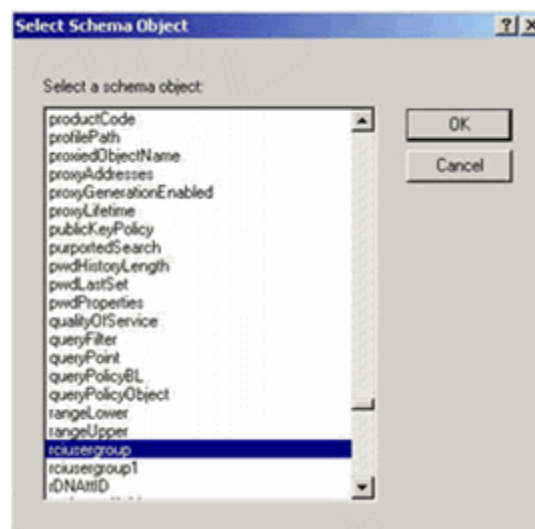 Select Schema Object
Select a schema object:
productCode
profilePath
proxiedObjectName
proxyAddresses
proxyGenerationEnabled
proxyLifetime
publicKeyPolicy
purportedSearch
pwdHistoryLength
pwdLastSet
pwdProperties
qualityOfService
queryFilter
queryPoint
queryPolicyBL
queryPolicyObject
rangeLower
rangeUpper
rciusergroup
rciusergroup1
rDNAttID
OK
Cancel